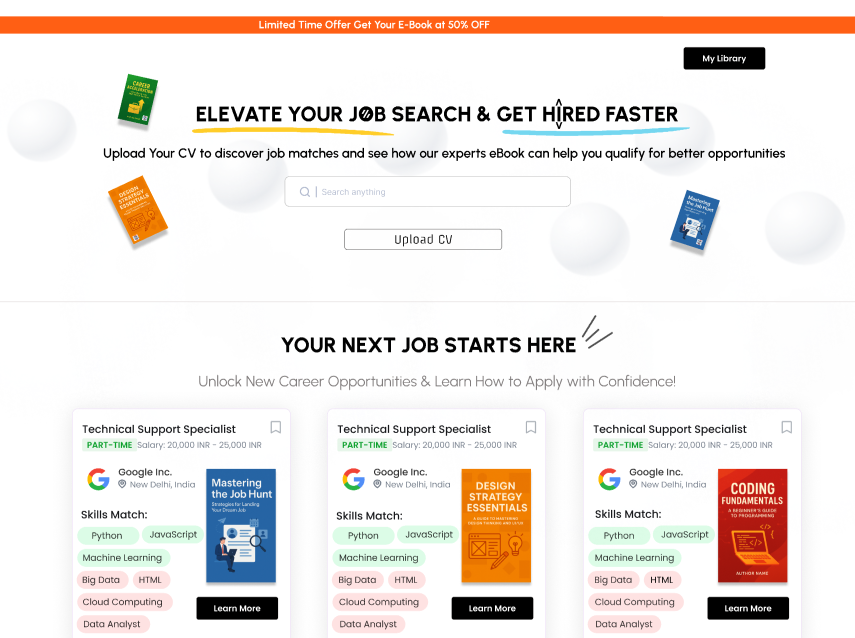 Limited Time Offer Get Your E-Book at 50% OFF
My Library
CAREER
ACCELERATION
ELEVATE YOUR JØB SEARCH & GET HIRED FASTER
Upload Your CV to discover job matches and see how our experts eBook can help you qualify for better opportunities
DESIGN
STRATEGY
ESSENTIALS
Search anything
Mastering
the Job Hunt
Upload CV
YOUR NEXT JOB STARTS HERE
Unlock New Career Opportunities & Learn How to Apply with Confidence!
Technical Support Specialist
PART-TIME Salary: 20,000 INR - 25,000 INR
Google Inc.
New Delhi, India
Mastering
the Job Hunt
Strategies for Landing
Your Dream Job
Skills Match:
Python JavaScript
Machine Learning
Big Data HTML
Cloud Computing
Data Analyst
Learn More
Technical Support Specialist
PART-TIME Salary: 20,000 INR - 25,000 INR
Google Inc.
New Delhi, India
DESIGN
STRATEGY
ESSENTIALS
A GUIDE TO MASTERING
DESIGN THINKING AND UX/UI
Skills Match:
Python JavaScript
Machine Learning
Big Data HTML
Cloud Computing
Data Analyst
Learn More
Technical Support Specialist
PART-TIME Salary: 20,000 INR - 25,000 INR
Google Inc.
New Delhi, India
CODING
FUNDAMENTALS
A BEGINNER'S GUIDE
TO PROGRAMMING
AUTHOR NAME
Skills Match:
Python JavaScript
Machine Learning
Big Data HTML
Cloud Computing
Data Analyst
Learn More